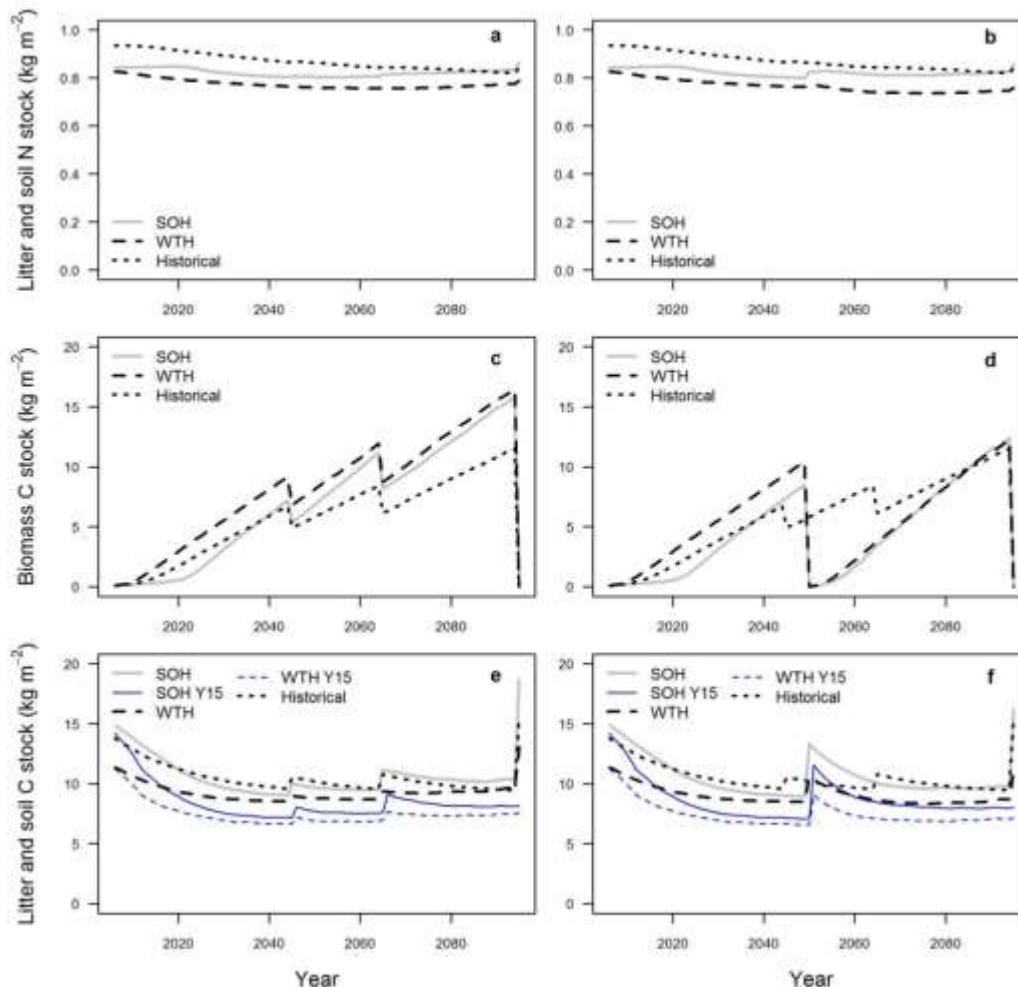 Litter and soil N stock (kg m⁻²)
1.0
0.8
0.6
0.4
0.2
0.0
a
SOH
WTH
Historical
2020 2040 2060 2080
1.0
0.8
0.6
0.4
0.2
0.0
b
SOH
WTH
Historical
2020 2040 2060 2080
Biomass C stock (kg m⁻²)
20
15
10
5
0
c
SOH
WTH
Historical
2020 2040 2060 2080
20
15
10
5
0
d
SOH
WTH
Historical
2020 2040 2060 2080
Litter and soil C stock (kg m⁻²)
20
15
10
5
0
e
SOH
SOH Y15
WTH
WTH Y15
Historical
2020 2040 2060 2080
Year
20
15
10
5
0
f
SOH
SOH Y15
WTH
WTH Y15
Historical
2020 2040 2060 2080
Year